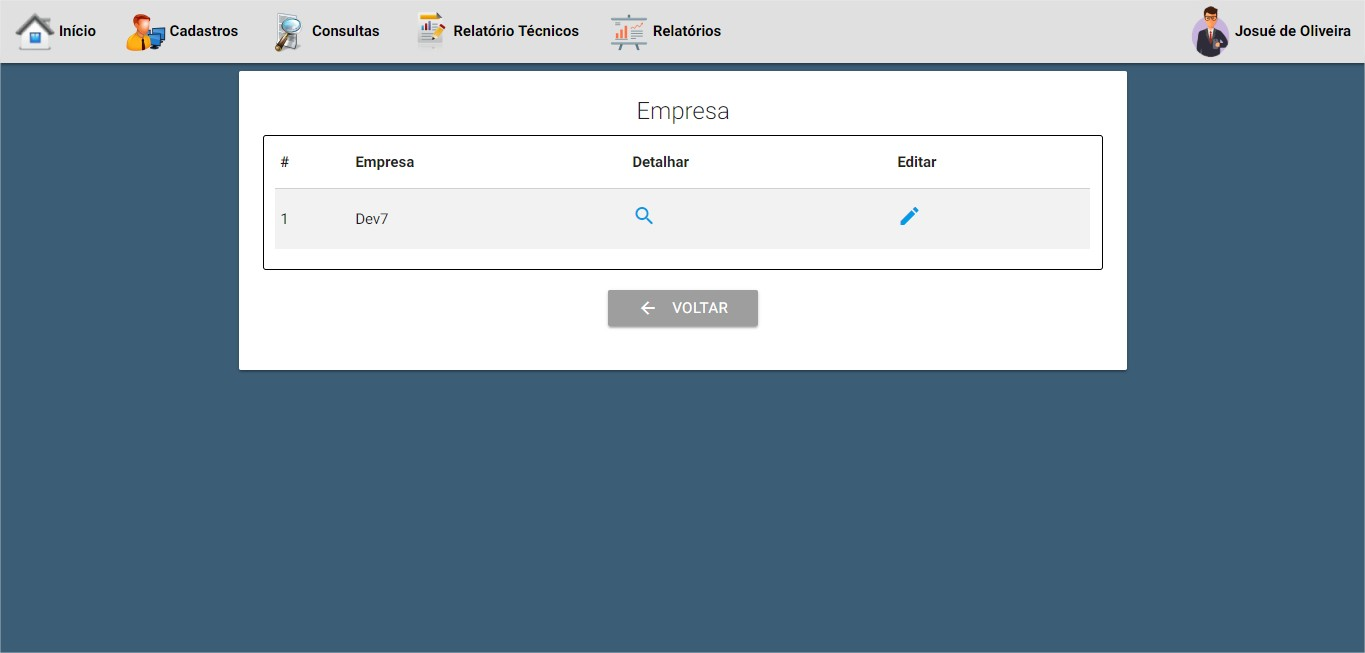 Início Cadastros Consultas Relatório Técnicos Relatórios Josué de Oliveira
Empresa
# Empresa Detalhar Editar
1 Dev7
VOLTAR